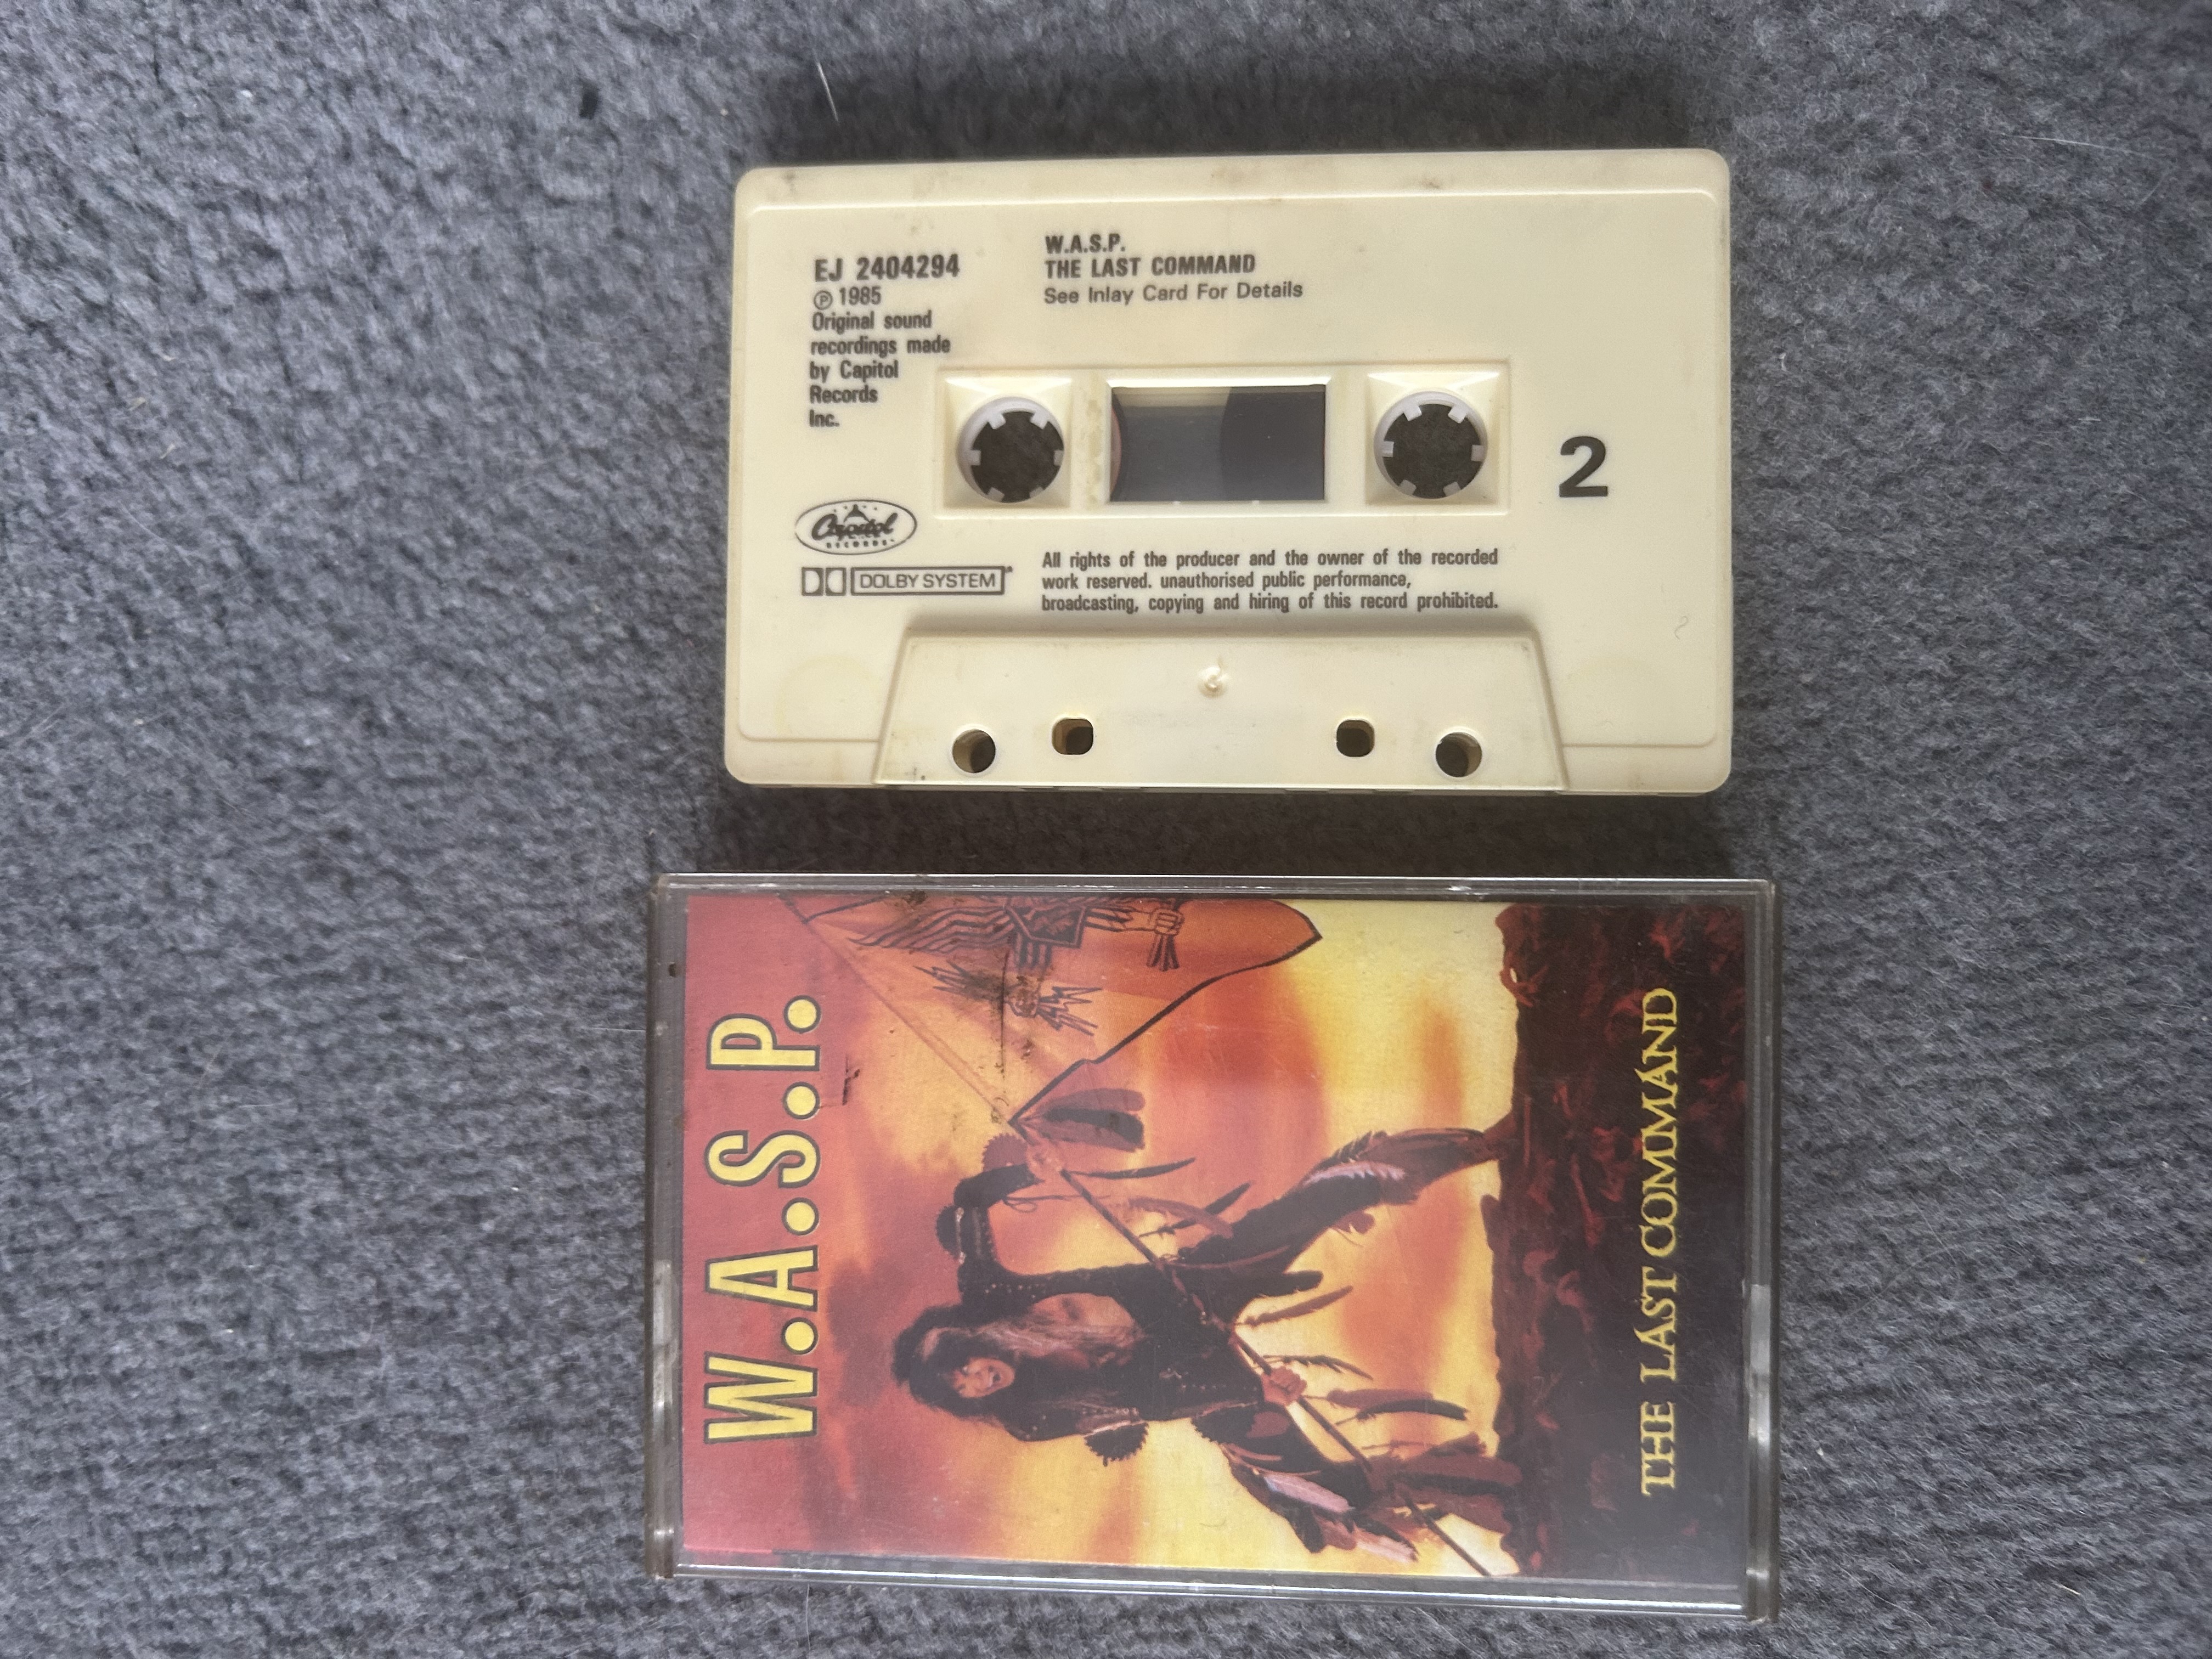 W.A.S.P.
THE LAST COMMAND
See Inlay Card For Details
EJ 2404294
Ⓟ 1985
Original sound
recordings made
by Capitol
Records
Inc.
2
Capitol
RECORDS
DOLBY SYSTEM
All rights of the producer and the owner of the recorded
work reserved. unauthorised public performance,
broadcasting, copying and hiring of this record prohibited.
2
W.A.S.P.
THE LAST COMMAND